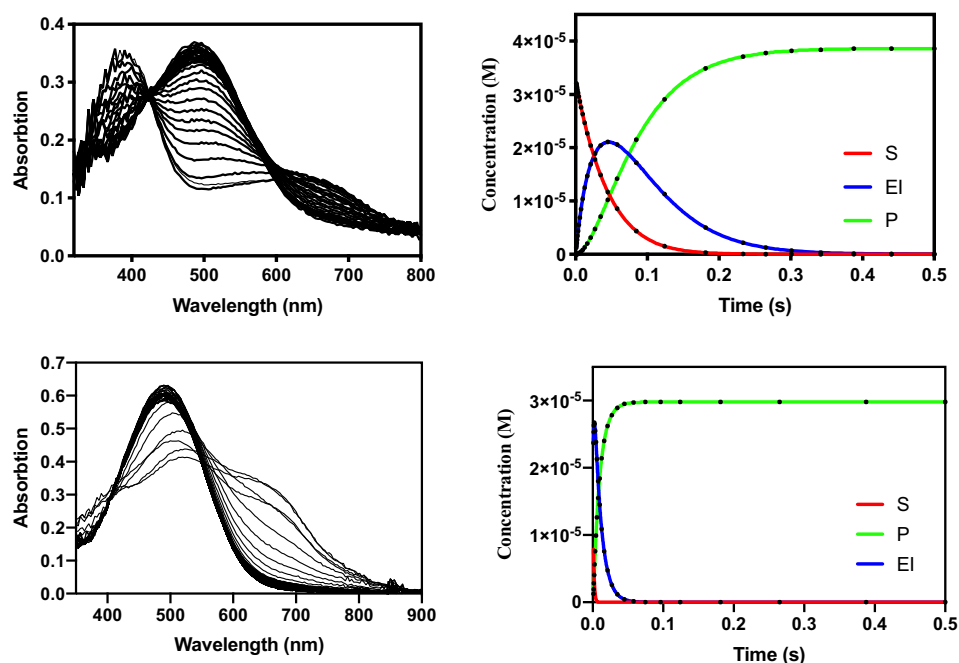 0.4
0.3
0.2
0.1
0.0
Absorbtion
400 500 600 700 800
Wavelength (nm)
4×10⁻⁵
3×10⁻⁵
2×10⁻⁵
1×10⁻⁵
0
Concentration (M)
S
EI
P
0.0 0.1 0.2 0.3 0.4 0.5
Time (s)
0.7
0.6
0.5
0.4
0.3
0.2
0.1
0.0
Absorbtion
400 500 600 700 800 900
Wavelength (nm)
3×10⁻⁵
2×10⁻⁵
1×10⁻⁵
0
Concentration (M)
S
P
EI
0.0 0.1 0.2 0.3 0.4 0.5
Time (s)